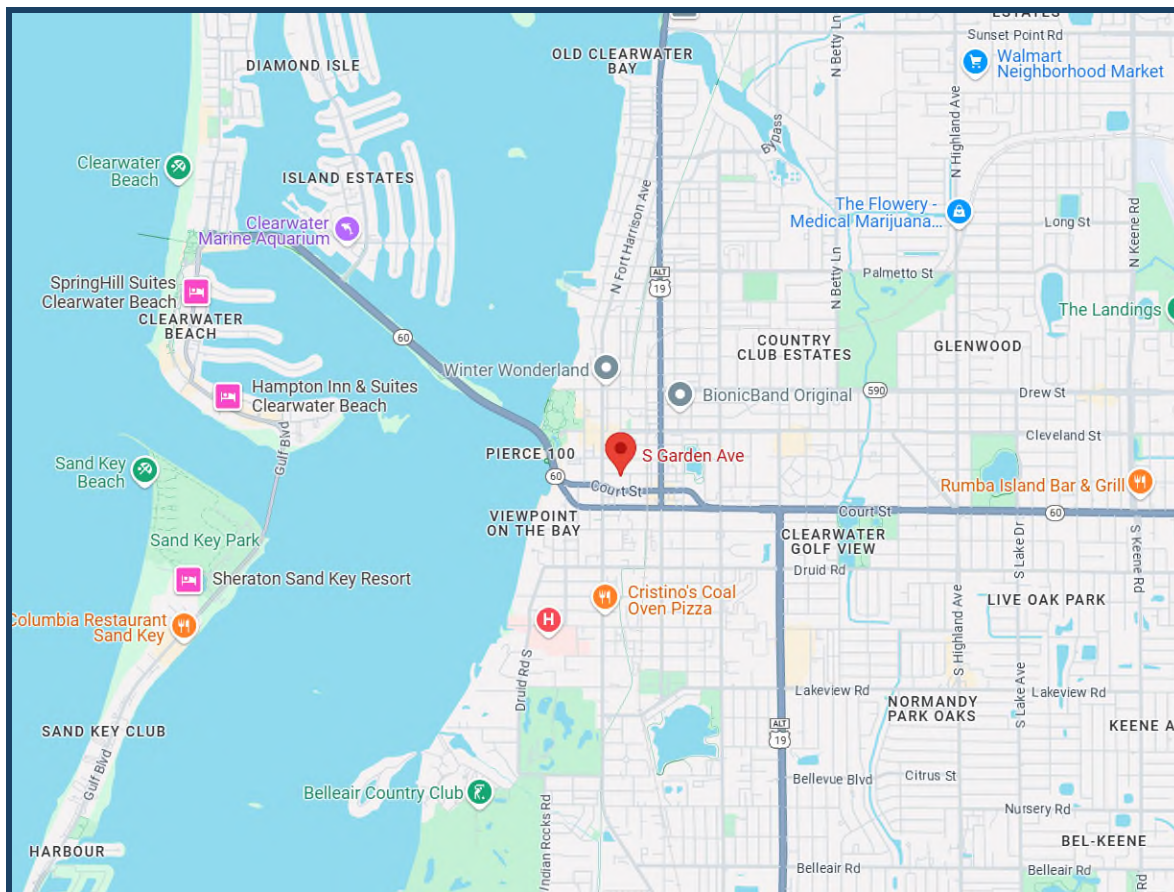 ESTATES
Sunset Point Rd
Walmart
Neighborhood Market
OLD CLEARWATER
BAY
DIAMOND ISLE
N Betty Ln
N Highland Ave
Bypass
Clearwater
Beach
ISLAND ESTATES
Clearwater
Marine Aquarium
The Flowery -
Medical Marijuana...
Long St
N Keene Rd
N Fort Harrison Ave
SpringHill Suites
Clearwater Beach
CLEARWATER
BEACH
ALT
19
Palmetto St
N Betty Ln
The Landings
60
COUNTRY
CLUB ESTATES
GLENWOOD
Winter Wonderland
Hampton Inn & Suites
Clearwater Beach
BionicBand Original
590
Drew St
Gulf Blvd
Cleveland St
PIERCE 100
S Garden Ave
Sand Key
Beach
60
Court St
Rumba Island Bar & Grill
Court St
60
VIEWPOINT
ON THE BAY
CLEARWATER
GOLF VIEW
Sand Key Park
S Lake Dr
S Keene Rd
Druid Rd
Sheraton Sand Key Resort
Cristino's Coal
Oven Pizza
LIVE OAK PARK
Columbia Restaurant
Sand Key
H
S Highland Ave
Druid Rd S
Lakeview Rd
Lakeview Rd
S Lake Ave
NORMANDY
PARK OAKS
SAND KEY CLUB
KEENE A
ALT
19
Gulf Blvd
Bellevue Blvd
Citrus St
Belleair Country Club
Nursery Rd
Indian Rocks Rd
BEL-KEENE
HARBOUR
Belleair Rd
Belleair Rd
Rd